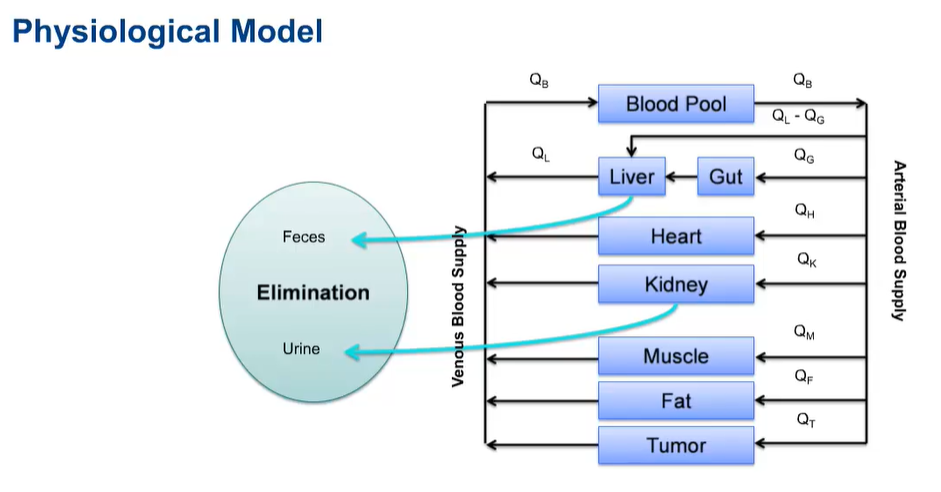 Physiological Model
Q_B
Q_B
Blood Pool
Q_L - Q_G
Q_L
Q_G
Liver
Gut
Q_H
Feces
Heart
Q_K
Elimination
Kidney
Urine
Q_M
Muscle
Q_F
Fat
Q_T
Tumor
Venous Blood Supply
Arterial Blood Supply